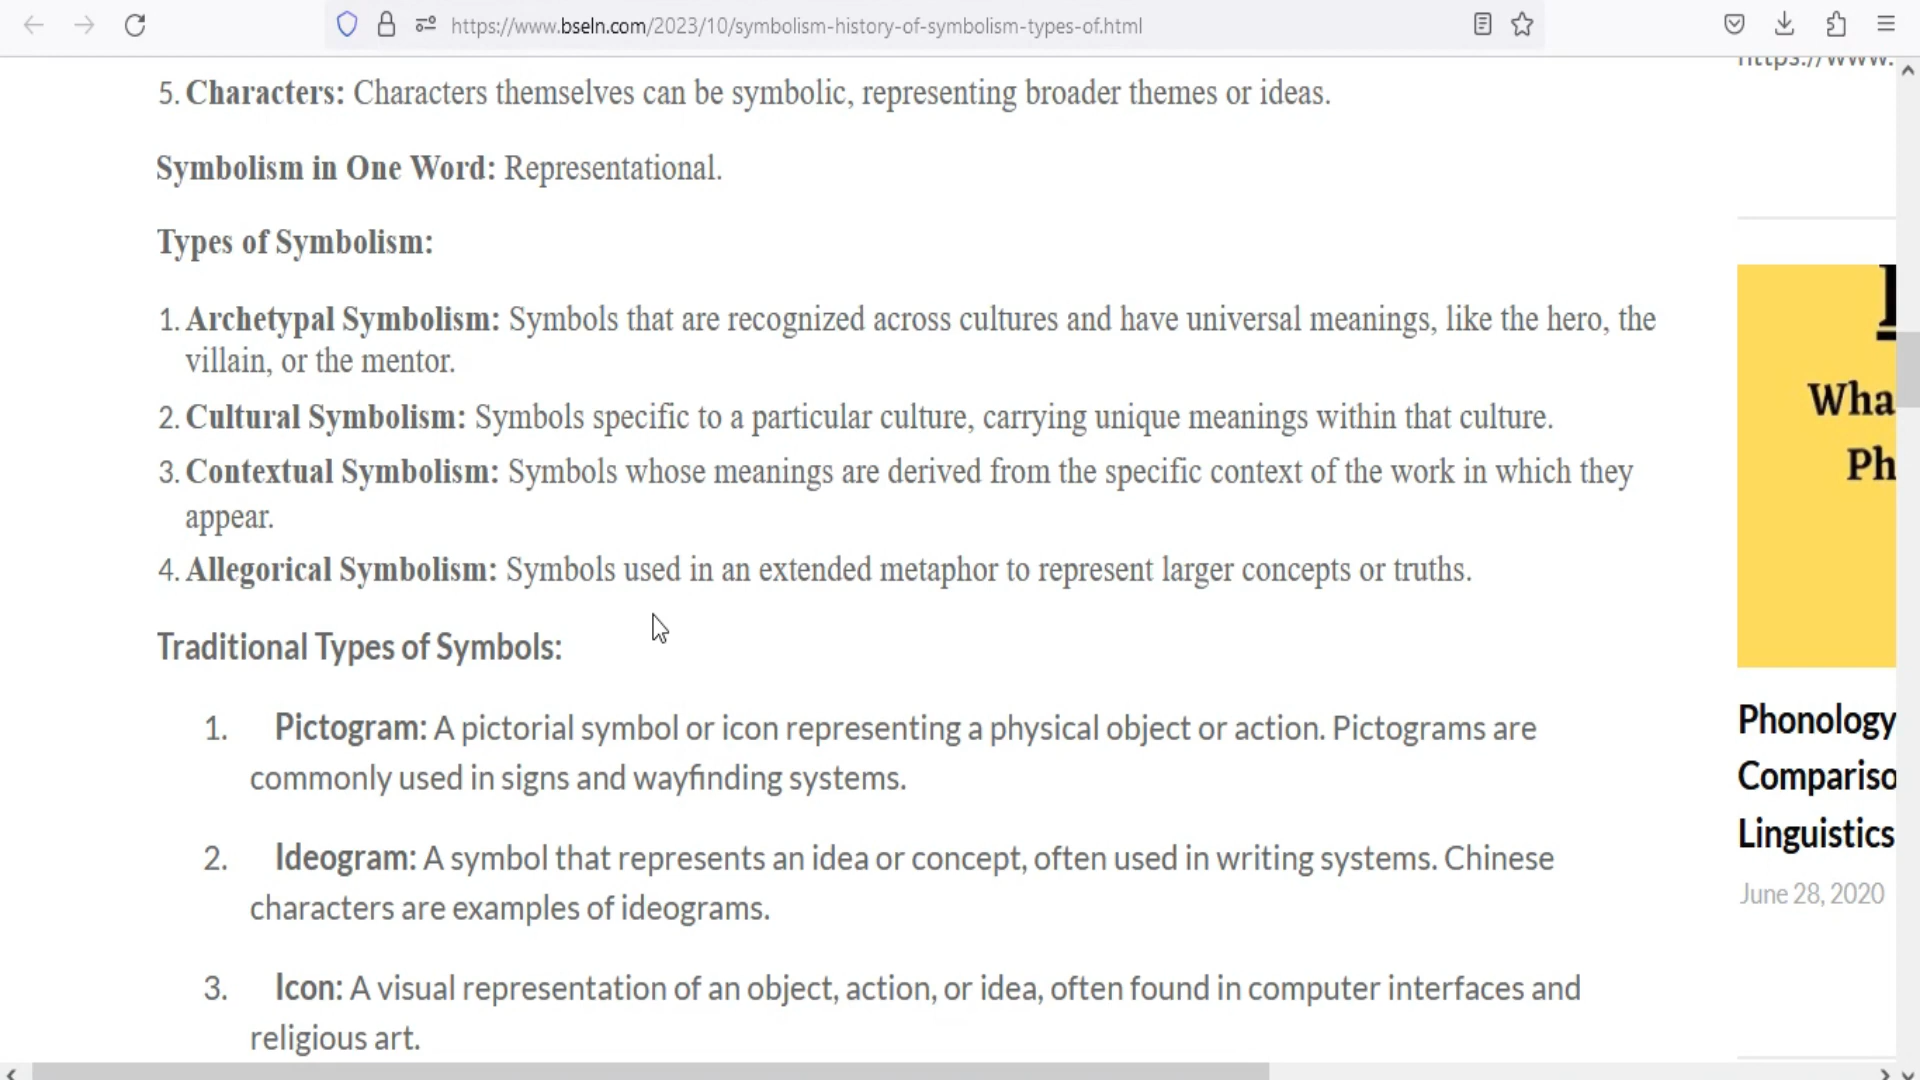 https://www.bseln.com/2023/10/symbolism-history-of-symbolism-types-of.html
https://www.
5. Characters: Characters themselves can be symbolic, representing broader themes or ideas.
Symbolism in One Word: Representational.
Types of Symbolism:
1. Archetypal Symbolism: Symbols that are recognized across cultures and have universal meanings, like the hero, the
villain, or the mentor.
2. Cultural Symbolism: Symbols specific to a particular culture, carrying unique meanings within that culture.
3. Contextual Symbolism: Symbols whose meanings are derived from the specific context of the work in which they
appear.
4. Allegorical Symbolism: Symbols used in an extended metaphor to represent larger concepts or truths.
Traditional Types of Symbols:
1. Pictogram: A pictorial symbol or icon representing a physical object or action. Pictograms are
commonly used in signs and wayfinding systems.
2. Ideogram: A symbol that represents an idea or concept, often used in writing systems. Chinese
characters are examples of ideograms.
3. Icon: A visual representation of an object, action, or idea, often found in computer interfaces and
religious art.
Wha
Ph
Phonology
Compariso
Linguistics
June 28, 2020